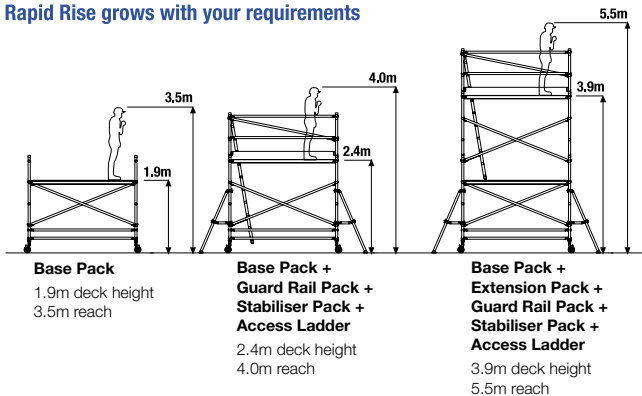 Rapid Rise grows with your requirements
3.5m
1.9m
4.0m
2.4m
5.5m
3.9m
Base Pack
1.9m deck height
3.5m reach
Base Pack +
Guard Rail Pack +
Stabiliser Pack +
Access Ladder
2.4m deck height
4.0m reach
Base Pack +
Extension Pack +
Guard Rail Pack +
Stabiliser Pack +
Access Ladder
3.9m deck height
5.5m reach